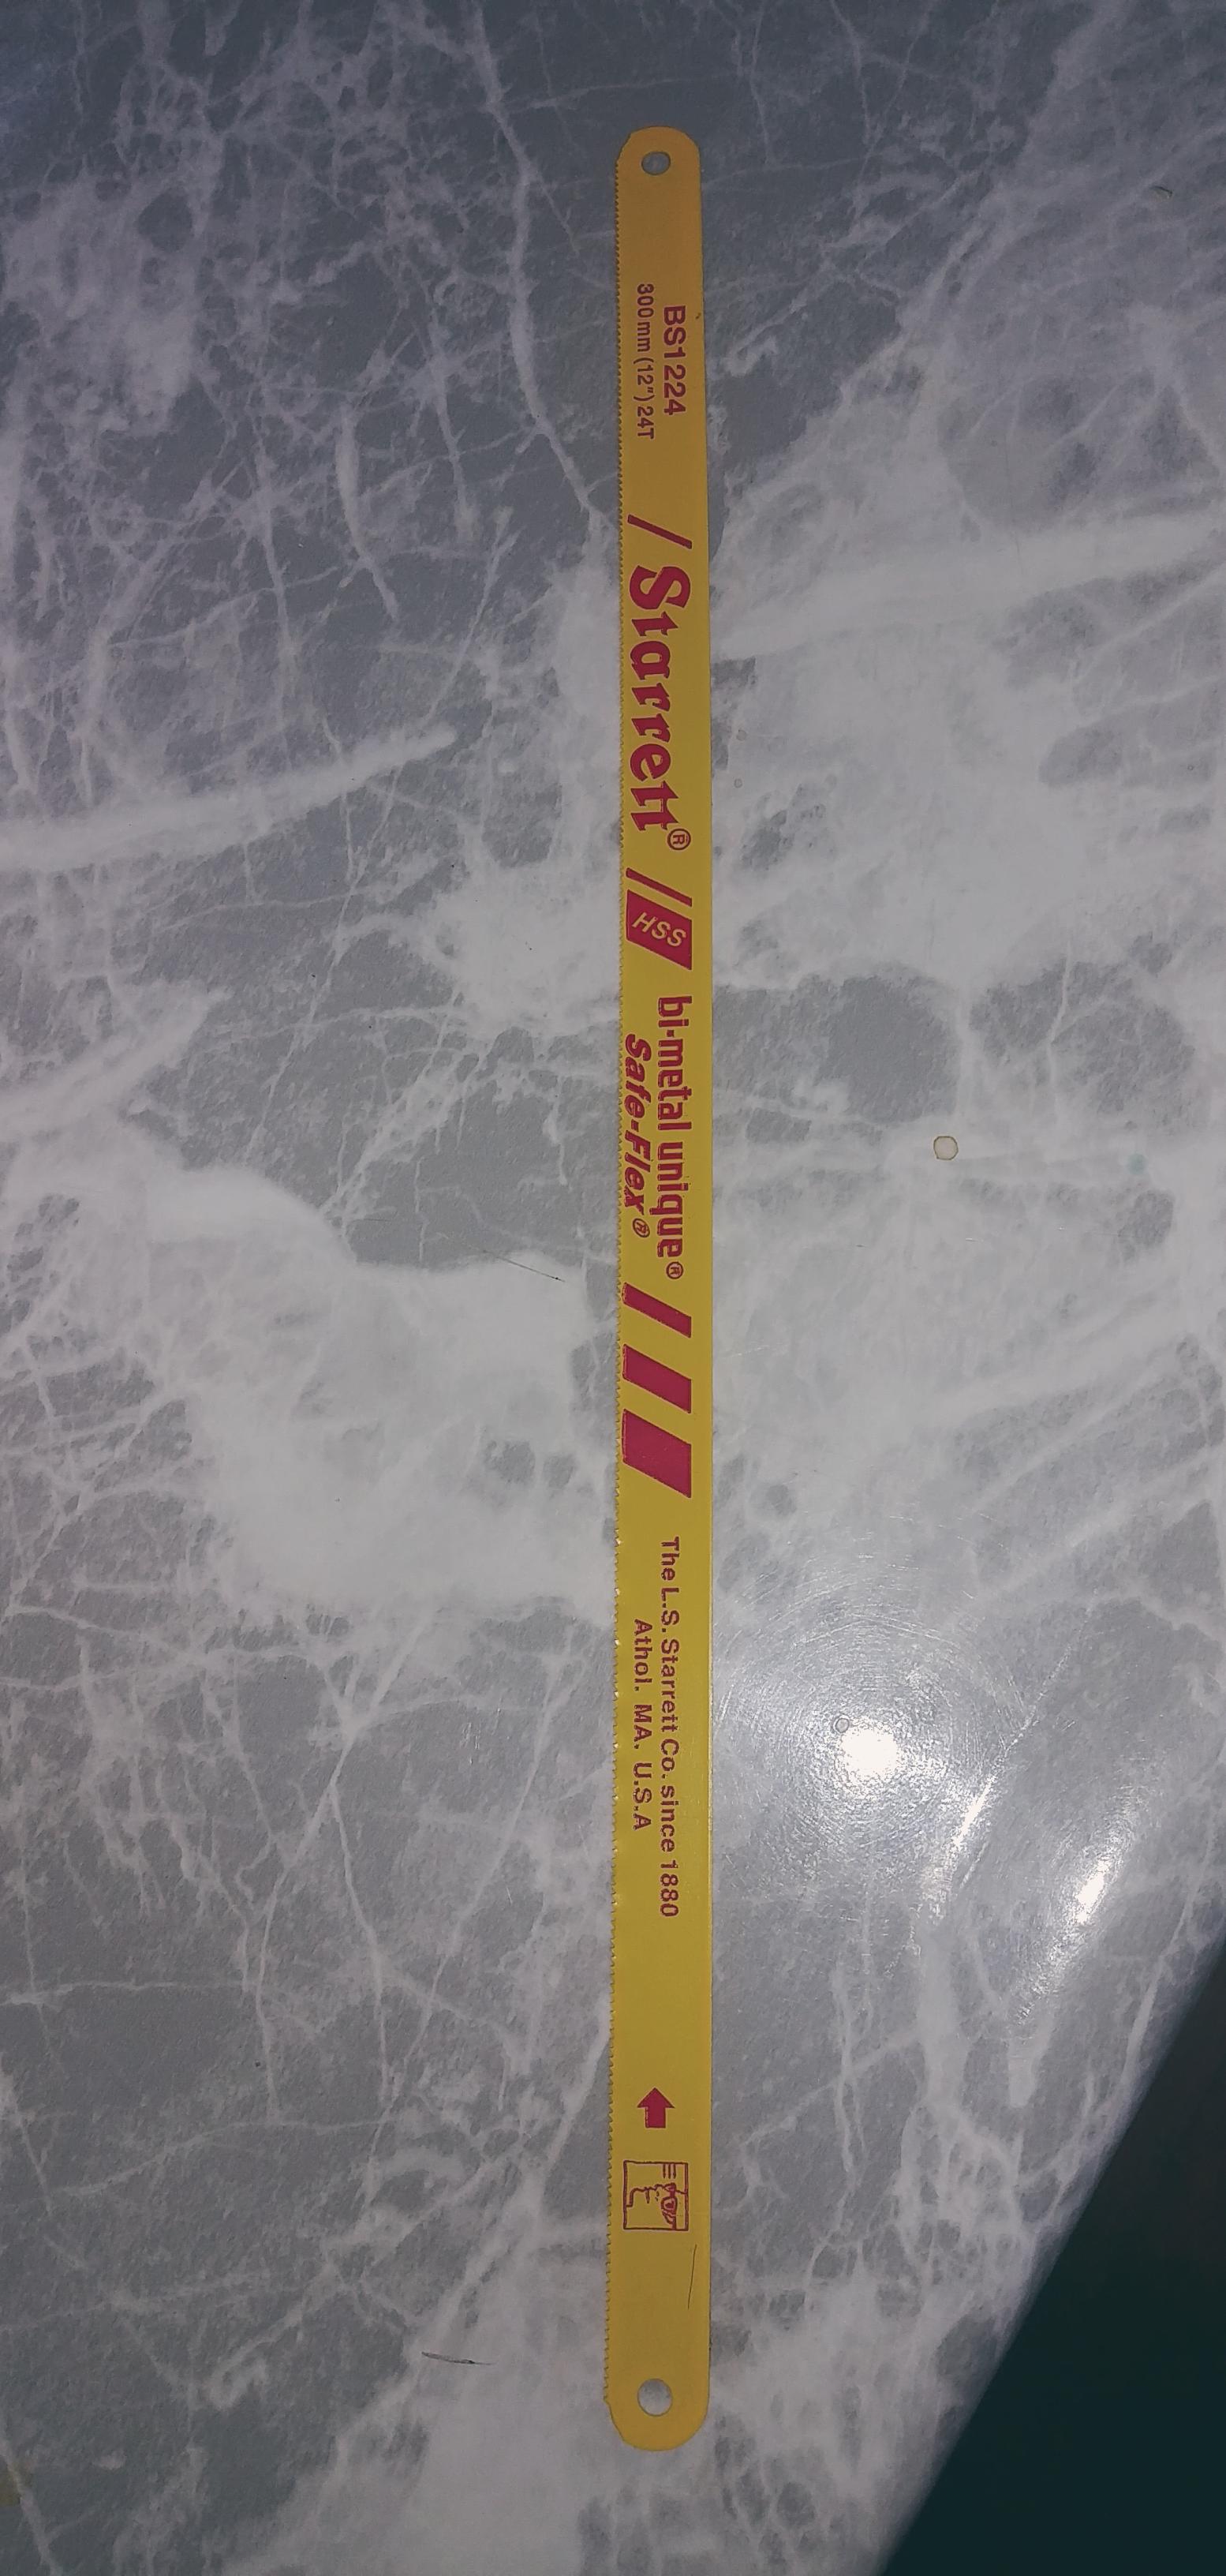 BS1224
300mm (12") 24T
Starrett®
HSS
bi-metal unique®
Safe-Flex®
The L.S. Starrett Co. since 1880
Athol. MA. U.S.A